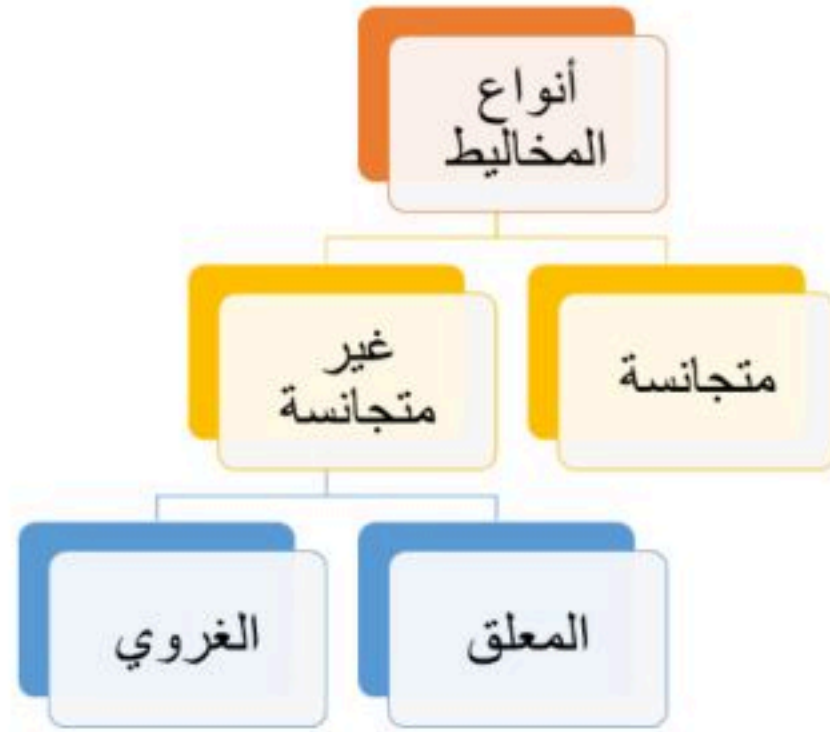 أنواع
المخاليط
متجانسة
غير
متجانسة
المعلق
الغروي